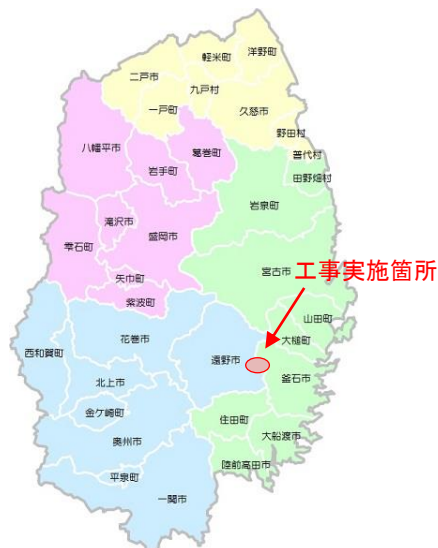 洋野町
軽米町
二戸市
九戸村
一戸町
久慈市
野田村
普代村
八幡平市
葛巻町
岩手町
田野畑村
岩泉町
滝沢市
雫石町
盛岡市
宮古市
工事実施箇所
矢巾町
紫波町
山田町
花巻市
大槌町
西和賀町
遠野市
北上市
釜石市
金ケ崎町
住田町
奥州市
大船渡市
陸前高田市
平泉町
一関市